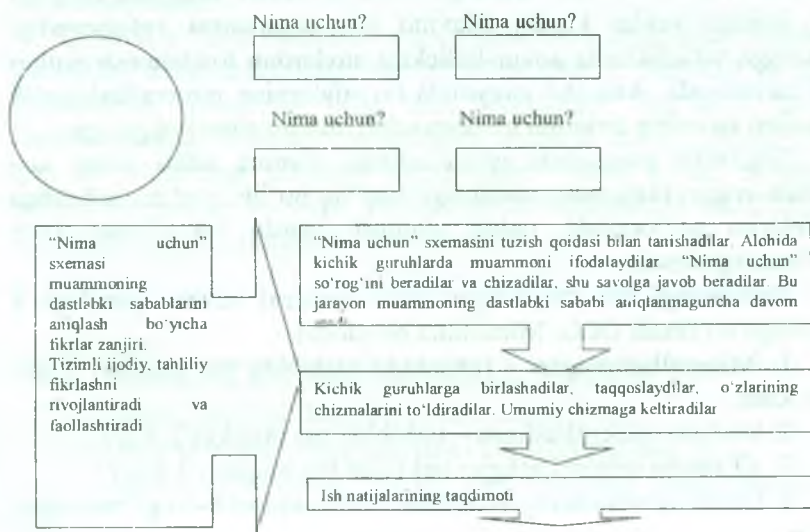 Nima uchun?
Nima uchun?
Nima uchun?
Nima uchun?
“Nima uchun”
sxemasi
muammoning
dastlabki sabablarini
aniqlash bo‘yicha
fikrlar zanjiri.
Tizimli ijodiy, tahliliy
fikrlashni
rivojlantiradi va
faollashtiradi
“Nima uchun” sxemasini tuzish qoidasi bilan tanishadilar. Alohida
kichik guruhlarda muammoni ifodalaydilar. “Nima uchun”
so‘rog‘ini beradilar va chizadilar, shu savolga javob beradilar. Bu
jarayon muammoning dastlabki sababi aniqlanmaguncha davom
Kichik guruhlarga birlashadilar, taqqoslaydilar, o‘zlarining
chizmalarini to‘ldiradilar. Umumiy chizmaga keltiradilar
Ish natijalarining taqdimoti